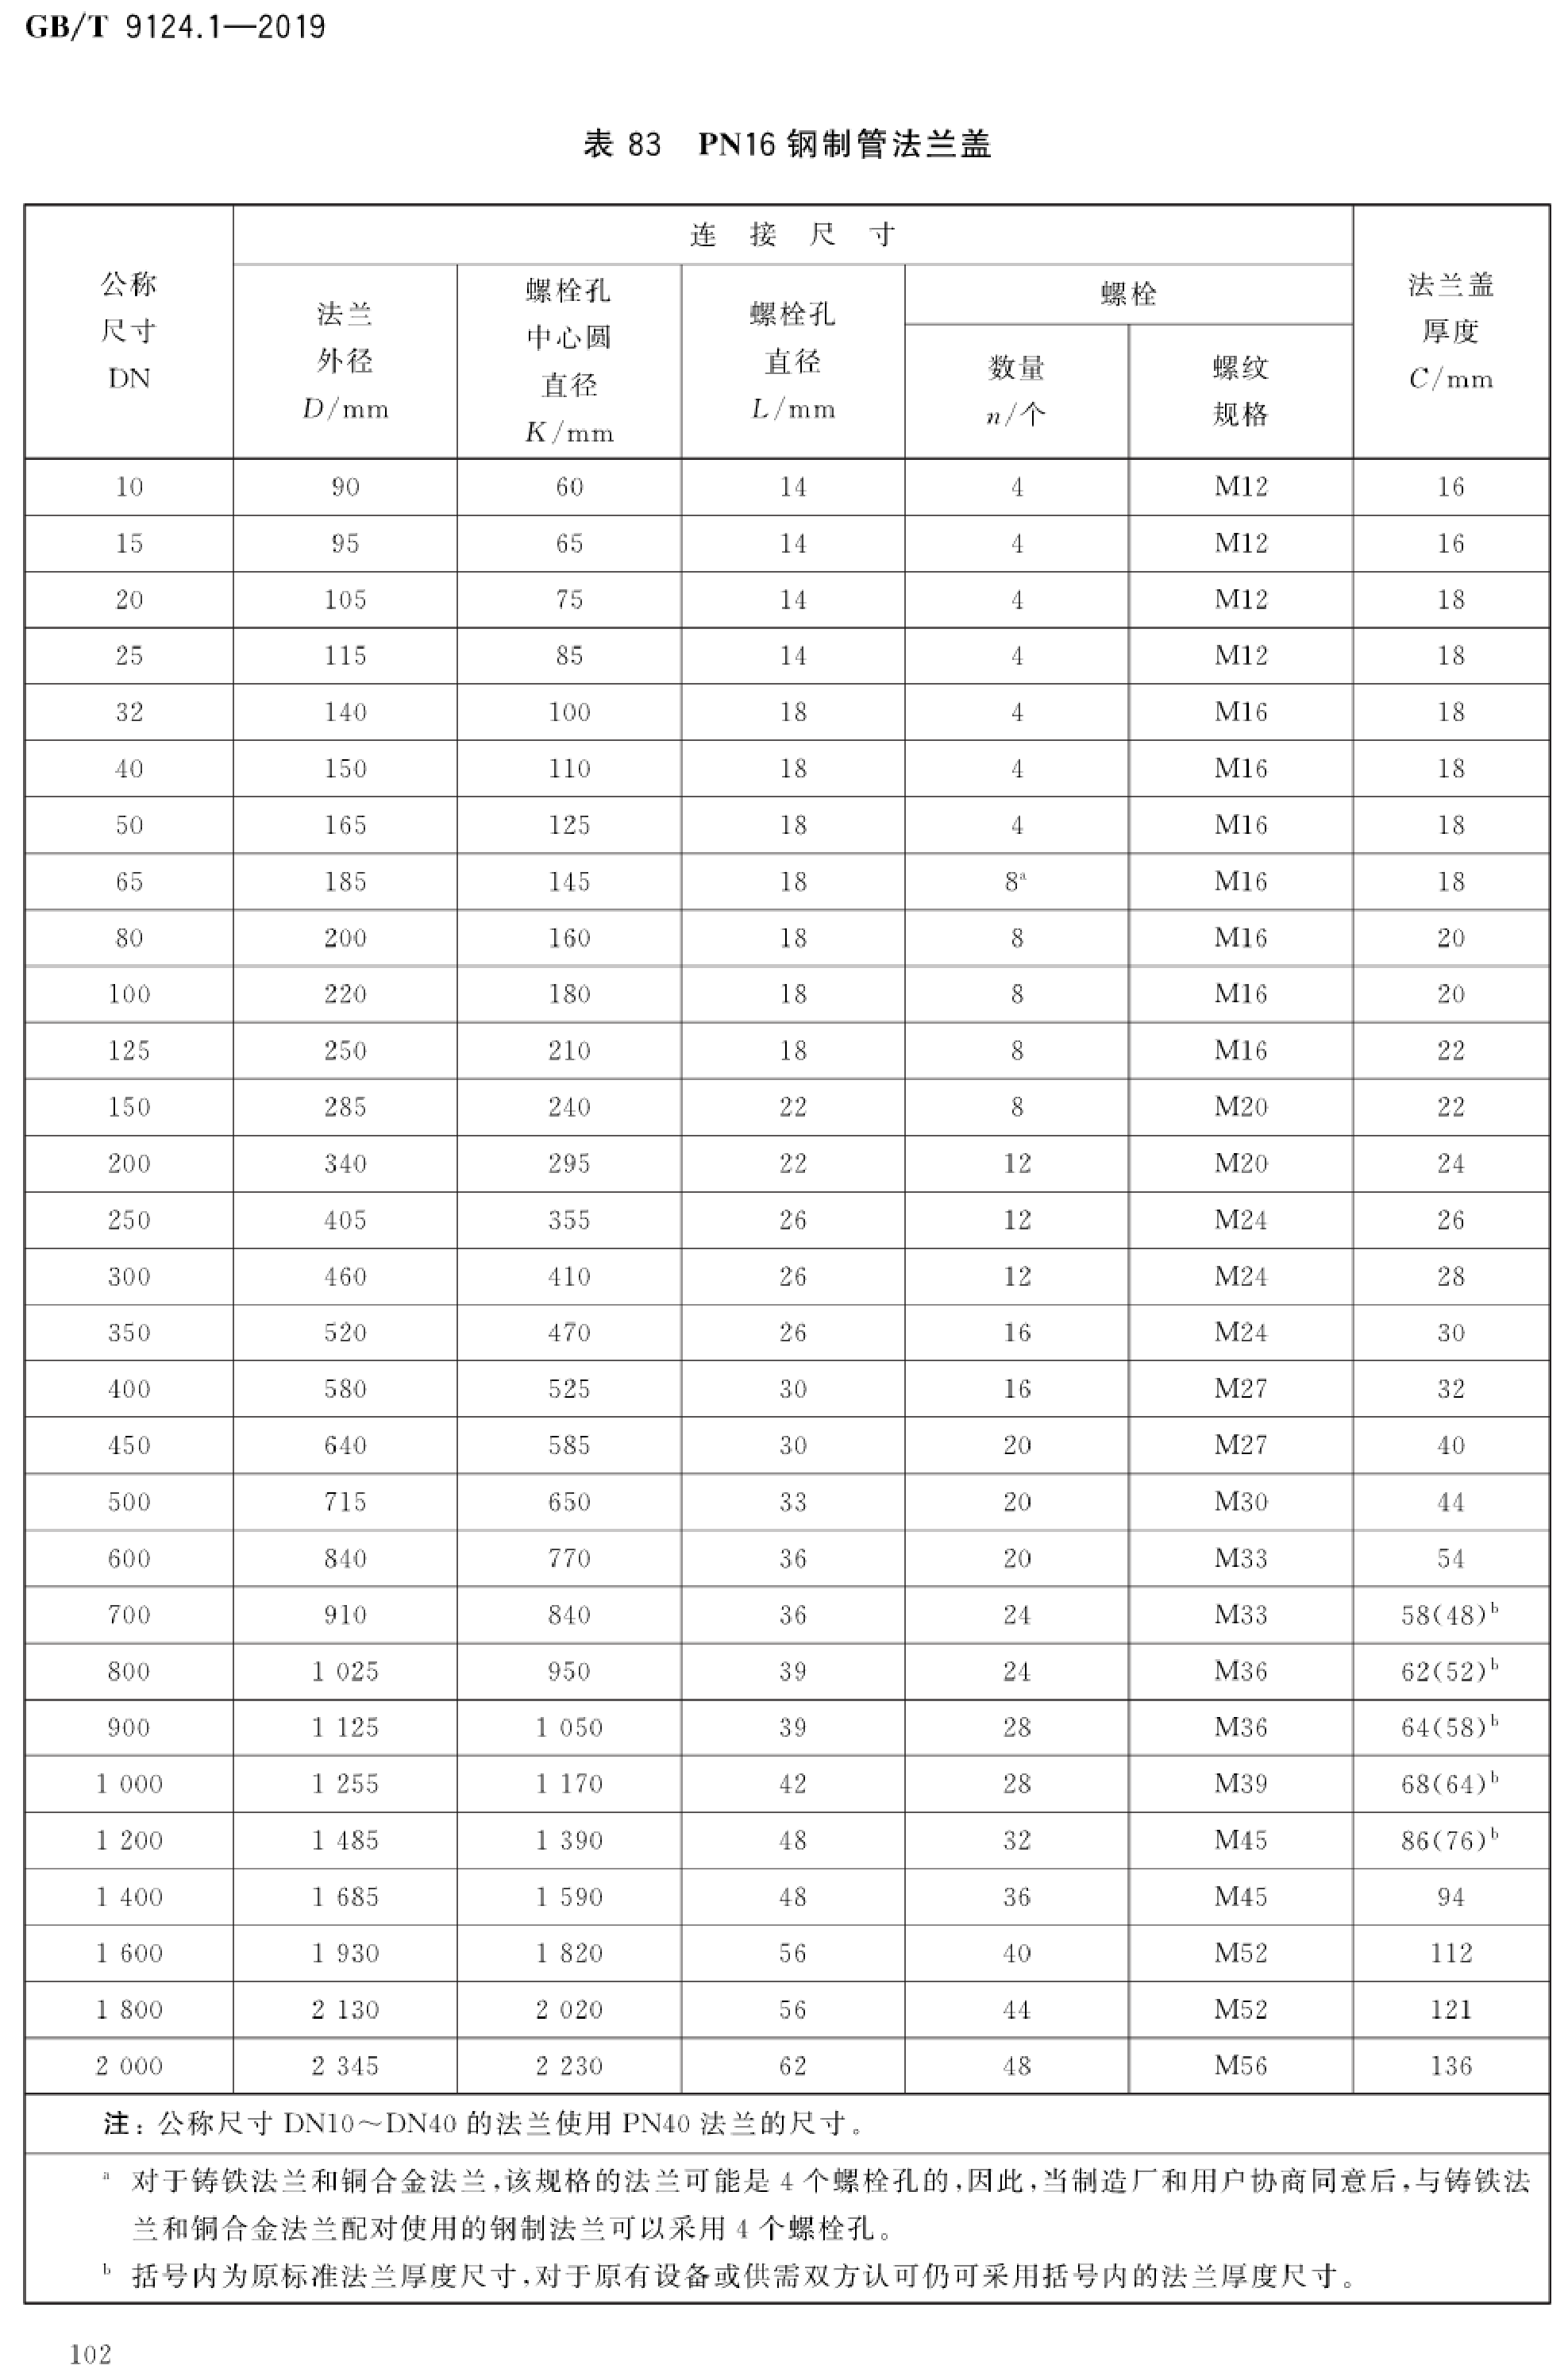 GB/T 9124.1—2019
表 83 PN16 钢制管法兰盖
公称
尺寸
DN
连 接 尺 寸
法兰
外径
D/mm
螺栓孔
中心圆
直径
K/mm
螺栓孔
直径
L/mm
螺栓
数量
n/个
螺纹
规格
法兰盖
厚度
C/mm
10 90 60 14 4 M12 16
15 95 65 14 4 M12 16
20 105 75 14 4 M12 18
25 115 85 14 4 M12 18
32 140 100 18 4 M16 18
40 150 110 18 4 M16 18
50 165 125 18 4 M16 18
65 185 145 18 8ᵃ M16 18
80 200 160 18 8 M16 20
100 220 180 18 8 M16 20
125 250 210 18 8 M16 22
150 285 240 22 8 M20 22
200 340 295 22 12 M20 24
250 405 355 26 12 M24 26
300 460 410 26 12 M24 28
350 520 470 26 16 M24 30
400 580 525 30 16 M27 32
450 640 585 30 20 M27 40
500 715 650 33 20 M30 44
600 840 770 36 20 M33 54
700 910 840 36 24 M33 58(48)ᵇ
800 1 025 950 39 24 M36 62(52)ᵇ
900 1 125 1 050 39 28 M36 64(58)ᵇ
1 000 1 255 1 170 42 28 M39 68(64)ᵇ
1 200 1 485 1 390 48 32 M45 86(76)ᵇ
1 400 1 685 1 590 48 36 M45 94
1 600 1 930 1 820 56 40 M52 112
1 800 2 130 2 020 56 44 M52 121
2 000 2 345 2 230 62 48 M56 136
注：公称尺寸 DN10～DN40 的法兰使用 PN40 法兰的尺寸。
ᵃ 对于铸铁法兰和铜合金法兰,该规格的法兰可能是 4 个螺栓孔的,因此,当制造厂和用户协商同意后,与铸铁法
兰和铜合金法兰配对使用的钢制法兰可以采用 4 个螺栓孔。
ᵇ 括号内为原标准法兰厚度尺寸,对于原有设备或供需双方认可仍可采用括号内的法兰厚度尺寸。
102